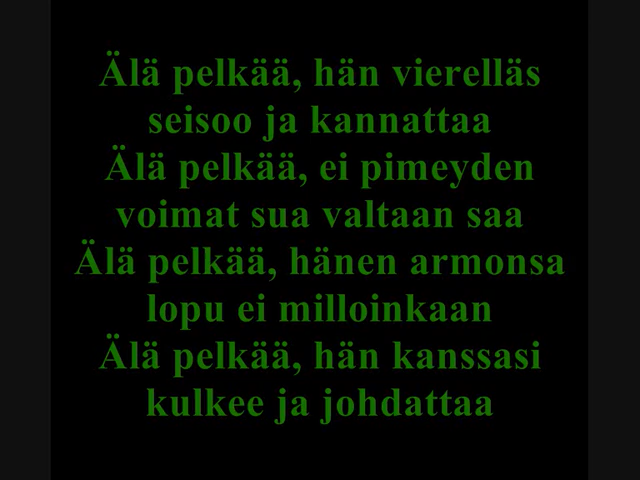 Älä pelkää, hän vierelläs
seisoo ja kannattaa
Älä pelkää, ei pimeyden
voimat sua valtaan saa
Älä pelkää, hänen armonsa
lopu ei milloinkaan
Älä pelkää, hän kanssasi
kulkee ja johdattaa